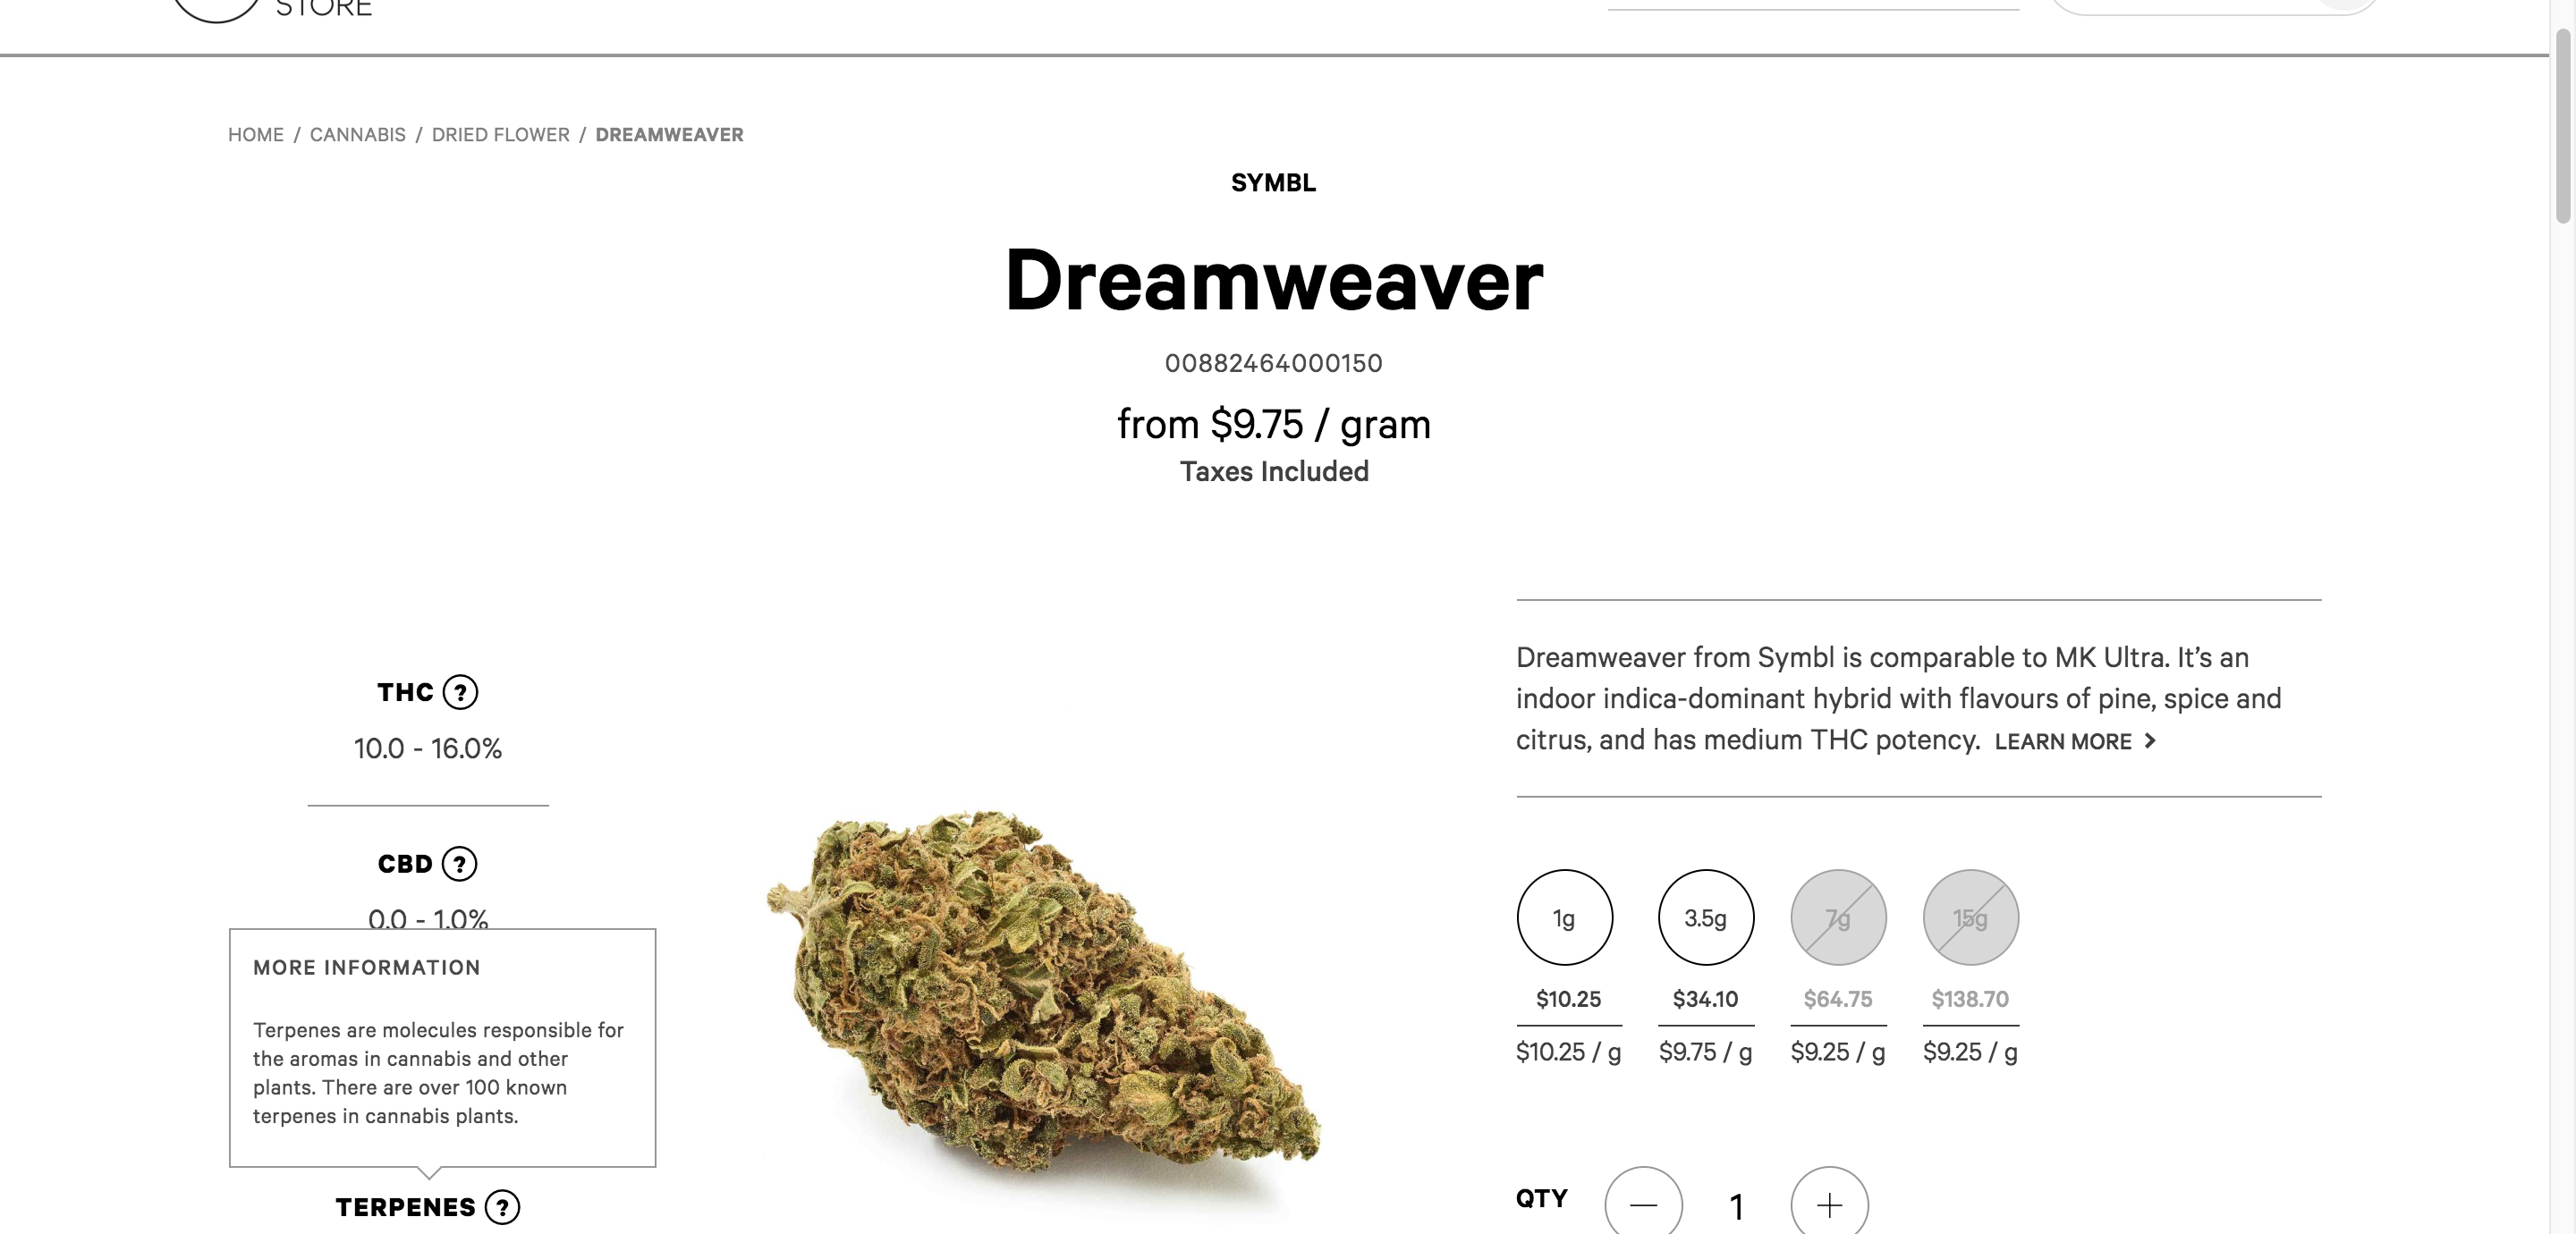 STORE
HOME / CANNABIS / DRIED FLOWER / DREAMWEAVER
SYMBL
Dreamweaver
00882464000150
from $9.75 / gram
Taxes Included
THC ?
10.0 - 16.0%
CBD ?
0.0 - 1.0%
MORE INFORMATION
Terpenes are molecules responsible for
the aromas in cannabis and other
plants. There are over 100 known
terpenes in cannabis plants.
TERPENES ?
Dreamweaver from Symbl is comparable to MK Ultra. It’s an
indoor indica-dominant hybrid with flavours of pine, spice and
citrus, and has medium THC potency. LEARN MORE >
1g 3.5g 7g 15g
$10.25 $34.10 $64.75 $138.70
$10.25 / g $9.75 / g $9.25 / g $9.25 / g
QTY — 1 +